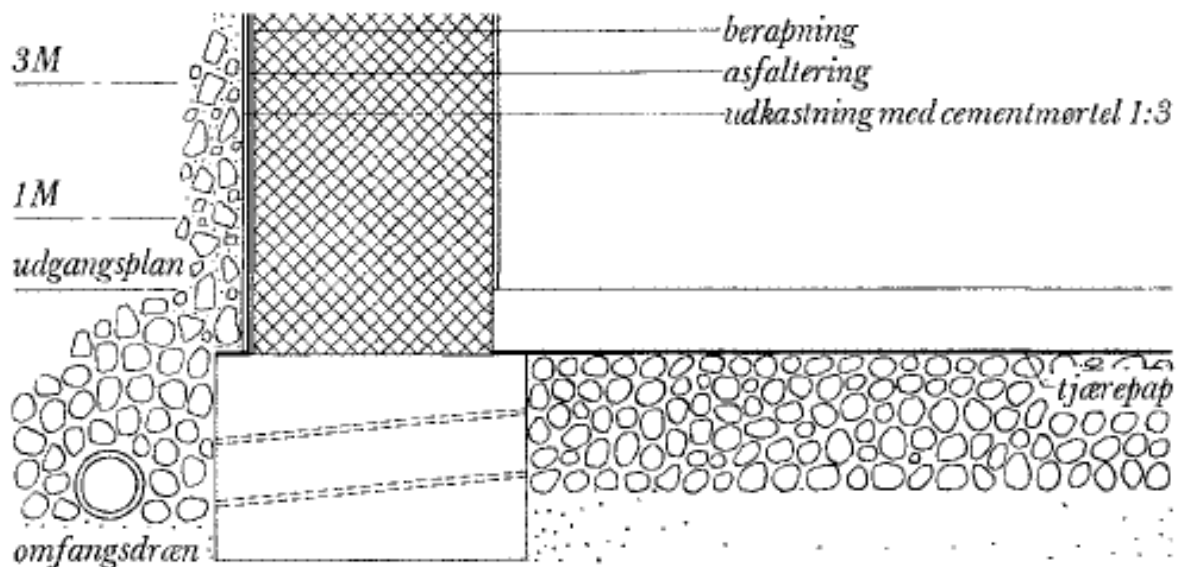 berapning
3M
asfaltering
udkastning med cementmørtel 1:3
1M
udgangsplan
tjærepap
omfangsdræn